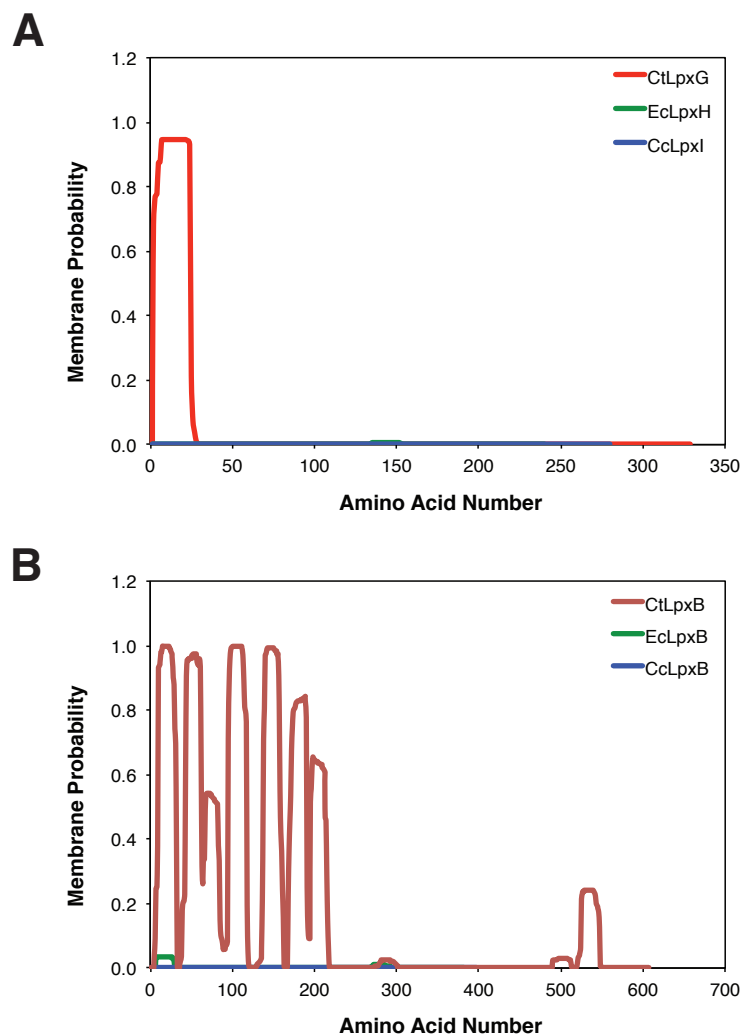 A
1.2
1.0
0.8
0.6
0.4
0.2
0.0
Membrane Probability
CtLpxG
EcLpxH
CcLpxI
0 50 100 150 200 250 300 350
Amino Acid Number
B
1.2
1.0
0.8
0.6
0.4
0.2
0.0
Membrane Probability
CtLpxB
EcLpxB
CcLpxB
0 100 200 300 400 500 600 700
Amino Acid Number